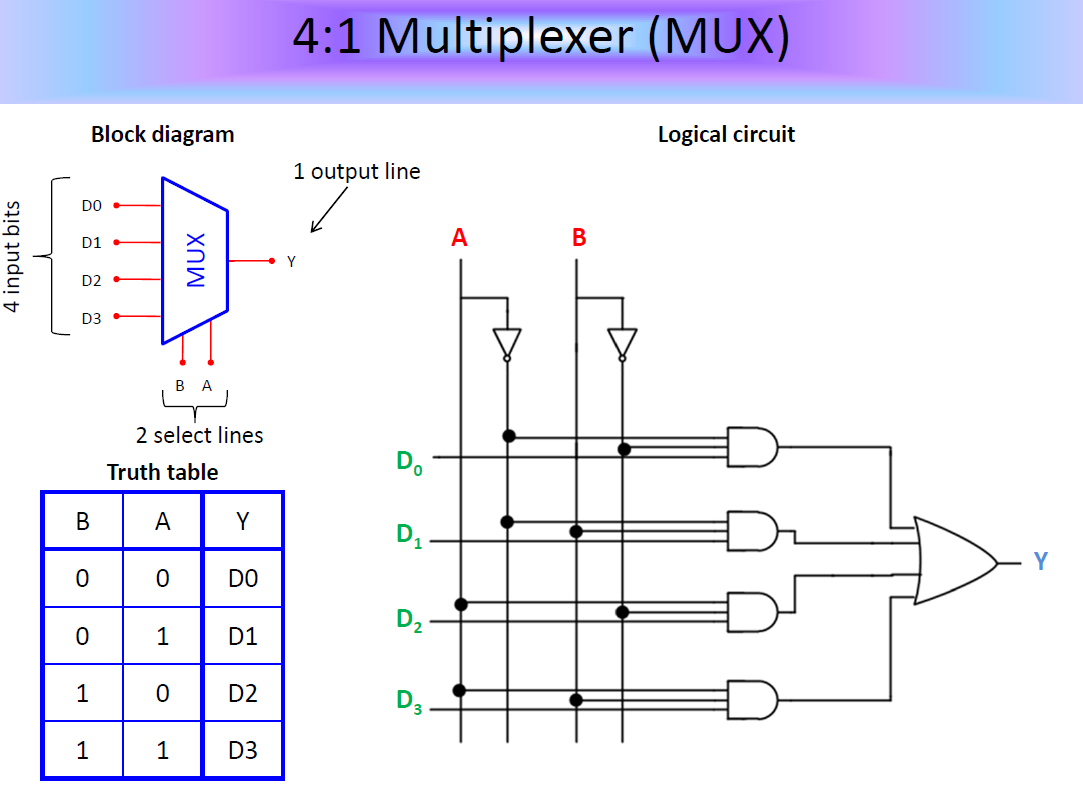 4:1 Multiplexer (MUX)
Block diagram
Logical circuit
1 output line
4 input bits
D0
D1
D2
D3
MUX
Y
B A
2 select lines
Truth table
B A Y
0 0 D0
0 1 D1
1 0 D2
1 1 D3
A B
D₀
D₁
D₂
D₃
Y